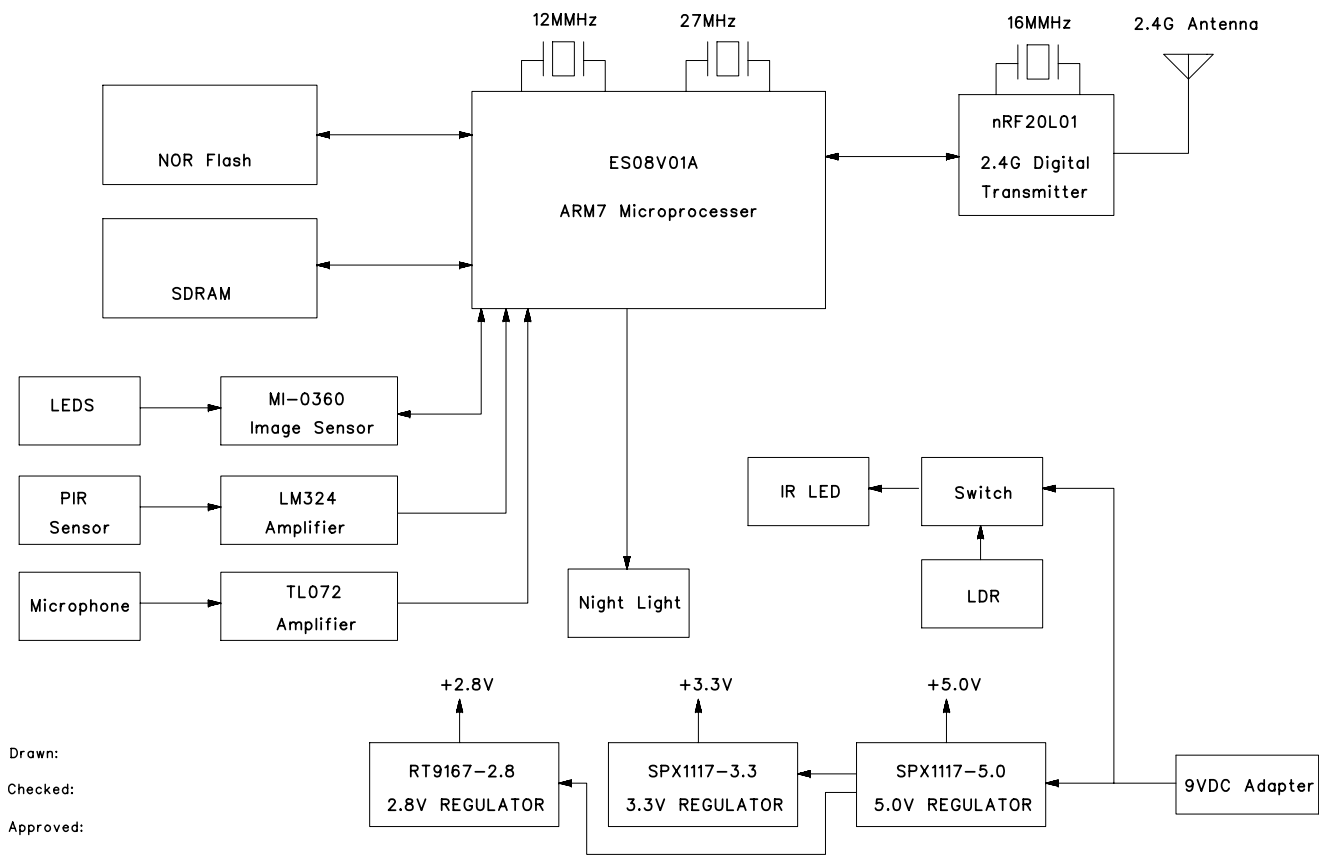 12MMHz
27MHz
16MMHz
2.4G Antenna
NOR Flash
ES08V01A
ARM7 Microprocesser
nRF20L01
2.4G Digital
Transmitter
SDRAM
LEDS
MI-0360
Image Sensor
PIR
Sensor
LM324
Amplifier
IR LED
Switch
Microphone
TL072
Amplifier
Night Light
LDR
+2.8V
+3.3V
+5.0V
Drawn:
Checked:
Approved:
RT9167-2.8
2.8V REGULATOR
SPX1117-3.3
3.3V REGULATOR
SPX1117-5.0
5.0V REGULATOR
9VDC Adapter